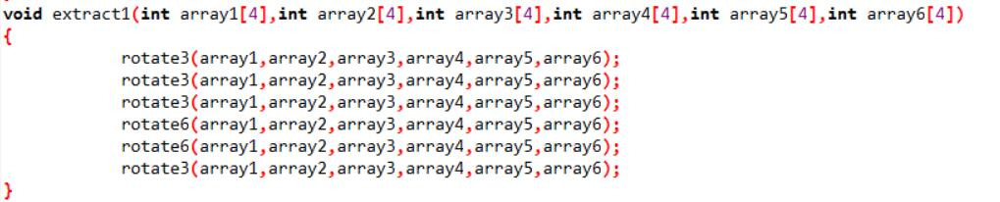 void extract1(int array1[4],int array2[4],int array3[4],int array4[4],int array5[4],int array6[4])
{
rotate3(array1,array2,array3,array4,array5,array6);
rotate3(array1,array2,array3,array4,array5,array6);
rotate3(array1,array2,array3,array4,array5,array6);
rotate6(array1,array2,array3,array4,array5,array6);
rotate6(array1,array2,array3,array4,array5,array6);
rotate3(array1,array2,array3,array4,array5,array6);
}